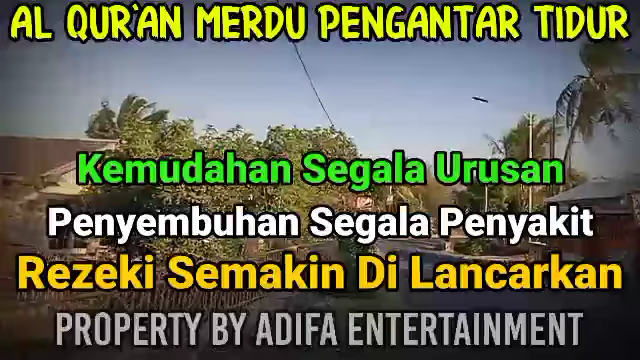 AL QUR`AN MERDU PENGANTAR TIDUR
Kemudahan Segala Urusan
Penyembuhan Segala Penyakit
Rezeki Semakin Di Lancarkan
PROPERTY BY ADIFA ENTERTAINMENT